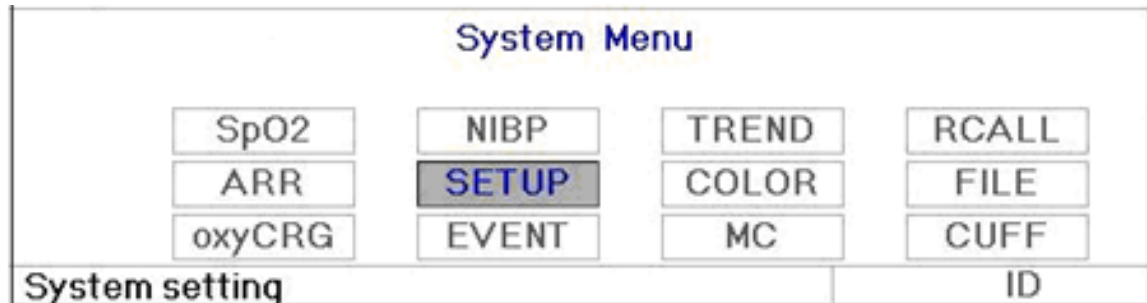 System Menu
SpO2 NIBP TREND RCALL
ARR SETUP COLOR FILE
oxyCRG EVENT MC CUFF
System setting ID